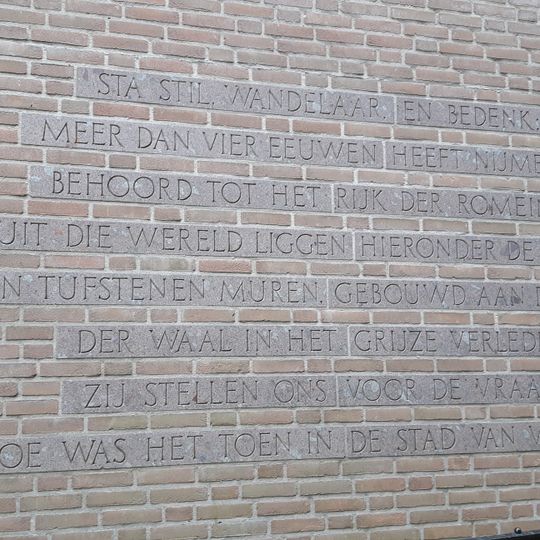 STA STIL, WANDELAAR, EN BEDENK:
MEER DAN VIER EEUWEN HEEFT NIJME
BEHOORD TOT HET RIJK DER ROMEI
UIT DIE WERELD LIGGEN HIERONDER DE
N TUFSTENEN MUREN, GEBOUWD AAN
DER WAAL IN HET GRIJZE VERLED
ZIJ STELLEN ONS VOOR DE VRAA
OE WAS HET TOEN IN DE STAD VAN